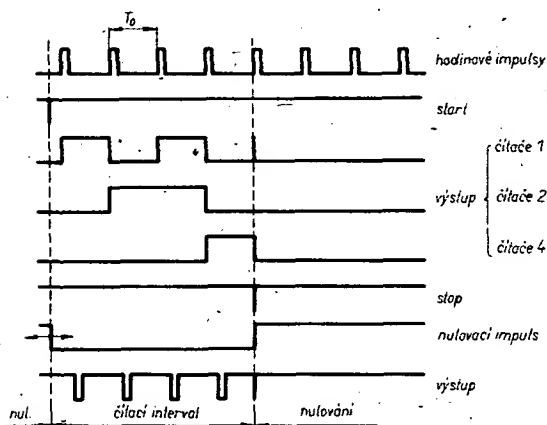 T₀
hodinové impulsy
start
čítače 1
výstup
čítače 2
čítače 4
stop
nulovací impuls
výstup
nul.
čítací interval
nulování